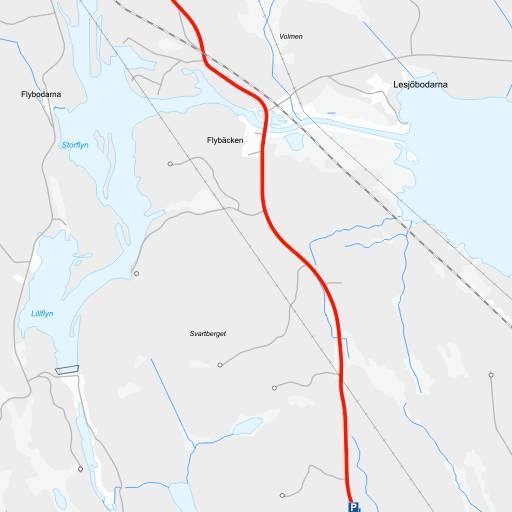 Volmen
Lesjöbodarna
Flybodarna
Storflyn
Flybäcken
Lillflyn
Svartberget
P